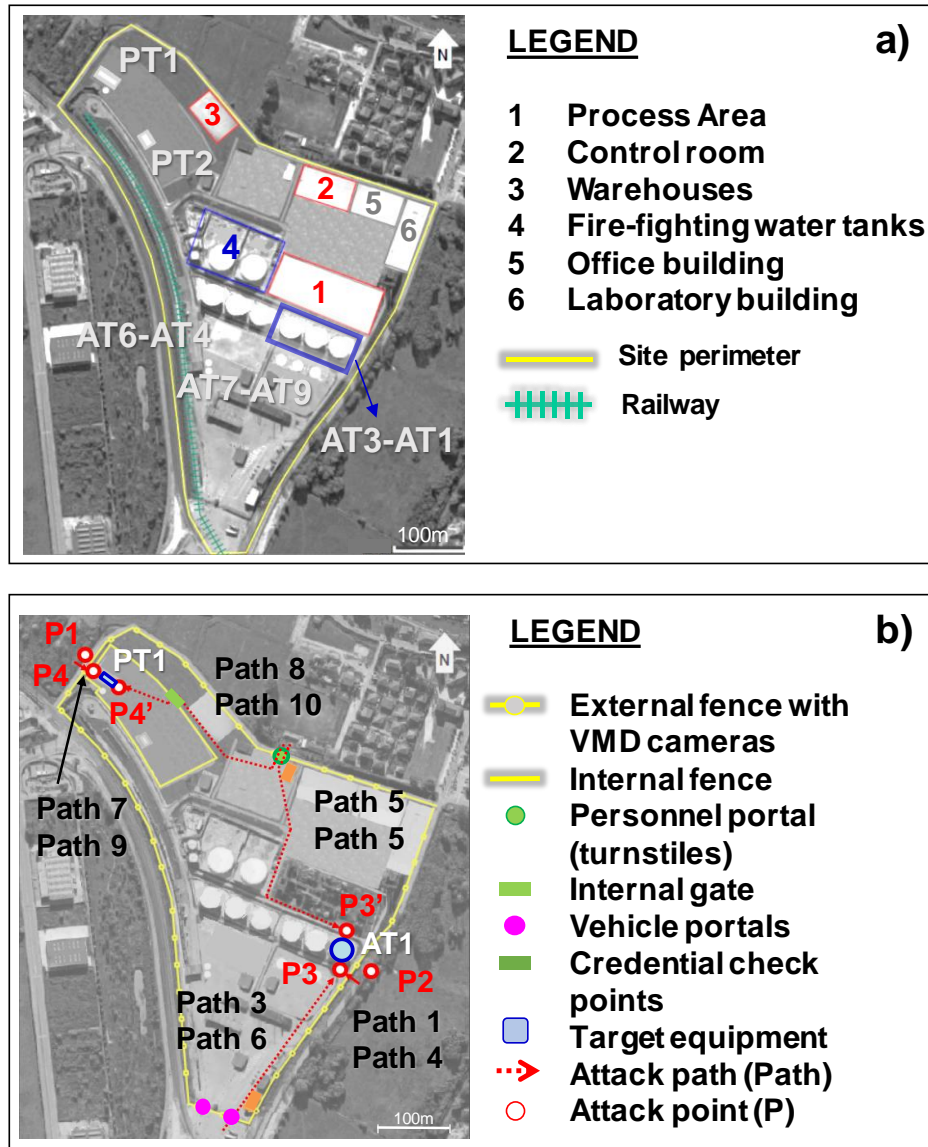 LEGEND
a)
N
PT1
3
PT2
2
5
6
4
1
AT6-AT4
AT7-AT9
AT3-AT1
100m
1 Process Area
2 Control room
3 Warehouses
4 Fire-fighting water tanks
5 Office building
6 Laboratory building
Site perimeter
Railway
LEGEND
b)
N
P1
PT1
P4
P4'
Path 8
Path 10
Path 7
Path 9
Path 5
Path 5
P3'
AT1
P3
P2
Path 3
Path 6
Path 1
Path 4
100m
External fence with
VMD cameras
Internal fence
Personnel portal
(turnstiles)
Internal gate
Vehicle portals
Credential check
points
Target equipment
Attack path (Path)
Attack point (P)